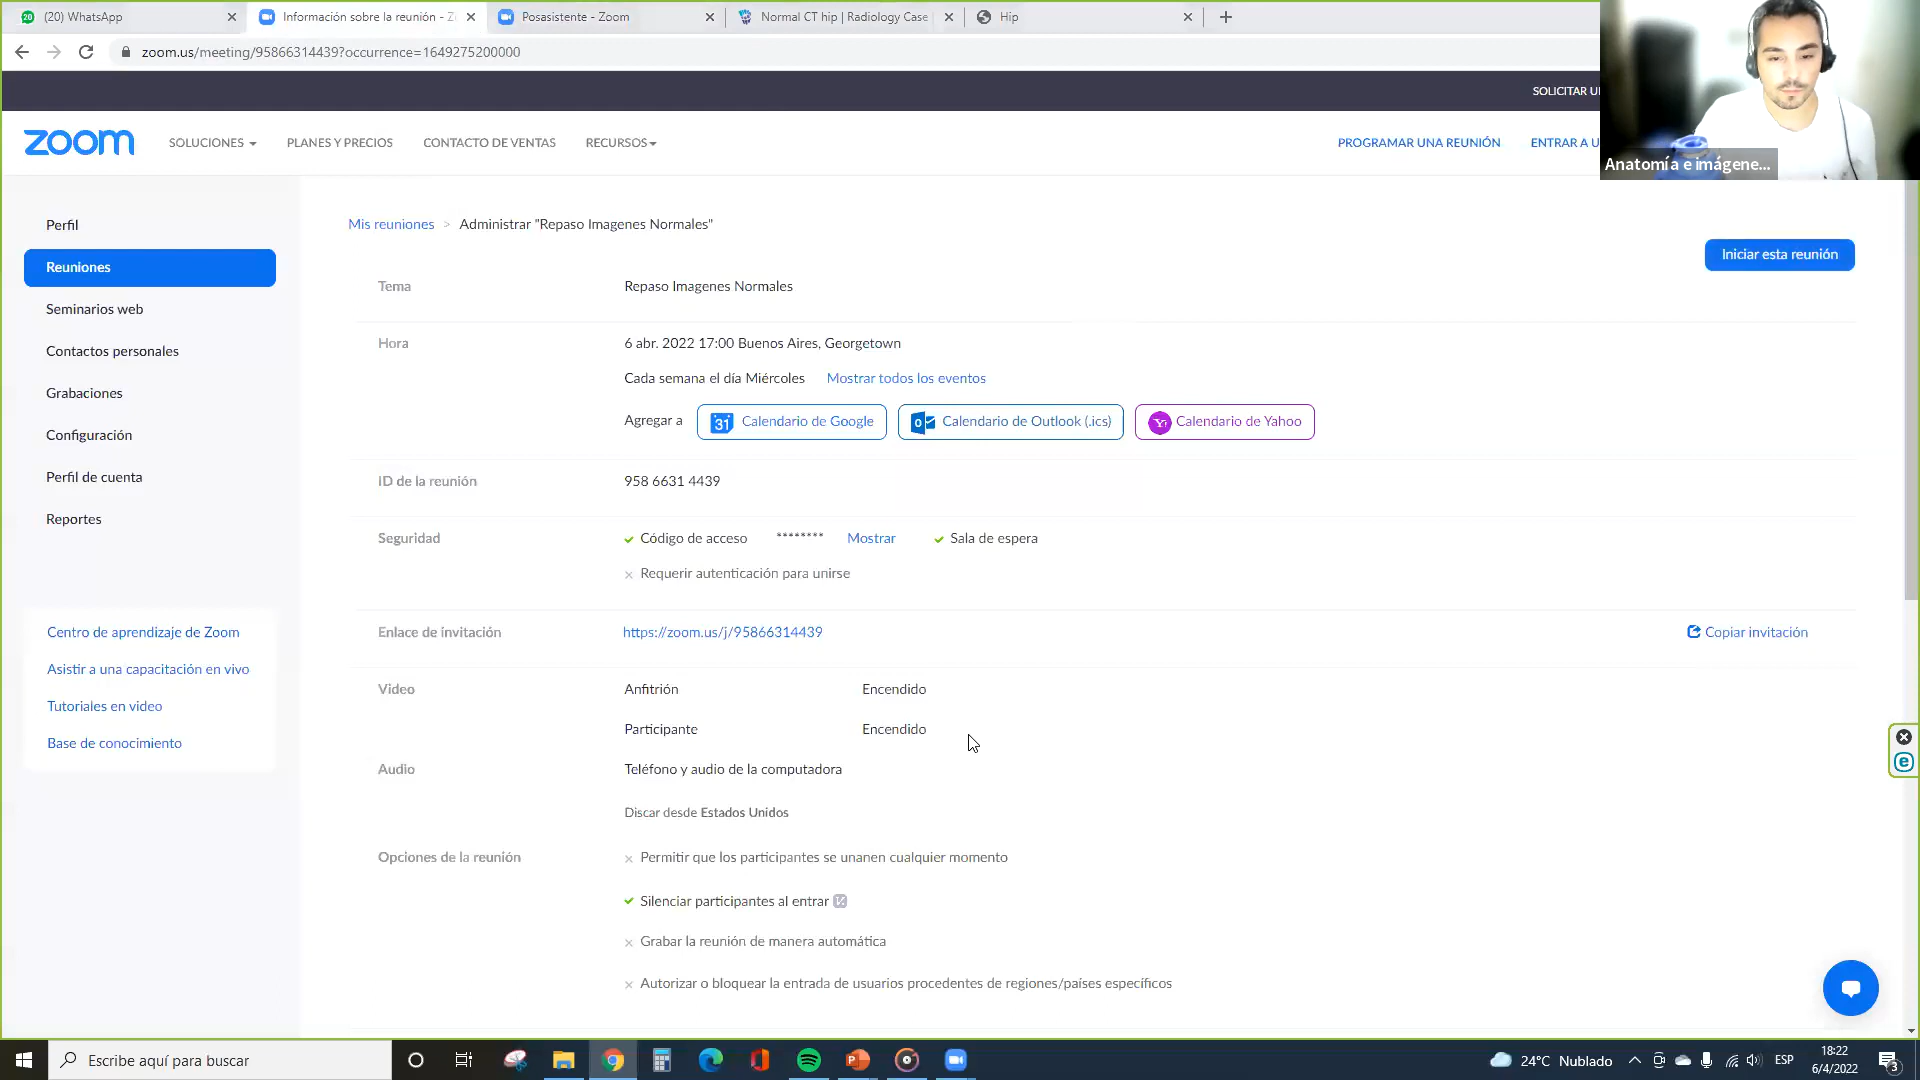 (20) WhatsApp
Información sobre la reunión - Z
Posasistente - Zoom
Normal CT hip | Radiology Case
Hip
zoom.us/meeting/95866314439?occurrence=1649275200000
SOLICITAR U
zoom
SOLUCIONES
PLANES Y PRECIOS
CONTACTO DE VENTAS
RECURSOS
PROGRAMAR UNA REUNIÓN
ENTRAR A U
Anatomía e imágene...
Perfil
Reuniones
Seminarios web
Contactos personales
Grabaciones
Configuración
Perfil de cuenta
Reportes
Centro de aprendizaje de Zoom
Asistir a una capacitación en vivo
Tutoriales en video
Base de conocimiento
Mis reuniones > Administrar "Repaso Imagenes Normales"
Iniciar esta reunión
Tema Repaso Imagenes Normales
Hora 6 abr. 2022 17:00 Buenos Aires, Georgetown
Cada semana el día Miércoles Mostrar todos los eventos
Agregar a 31 Calendario de Google Calendario de Outlook (.ics) Calendario de Yahoo
ID de la reunión 958 6631 4439
Seguridad Código de acceso ******** Mostrar Sala de espera
Requerir autenticación para unirse
Enlace de invitación https://zoom.us/j/95866314439 Copiar invitación
Video Anfitrión Encendido
Participante Encendido
Audio Teléfono y audio de la computadora
Discar desde Estados Unidos
Opciones de la reunión Permitir que los participantes se unanen cualquier momento
Silenciar participantes al entrar
Grabar la reunión de manera automática
Autorizar o bloquear la entrada de usuarios procedentes de regiones/países específicos
Escribe aquí para buscar
24°C Nublado
ESP
18:22
6/4/2022
3